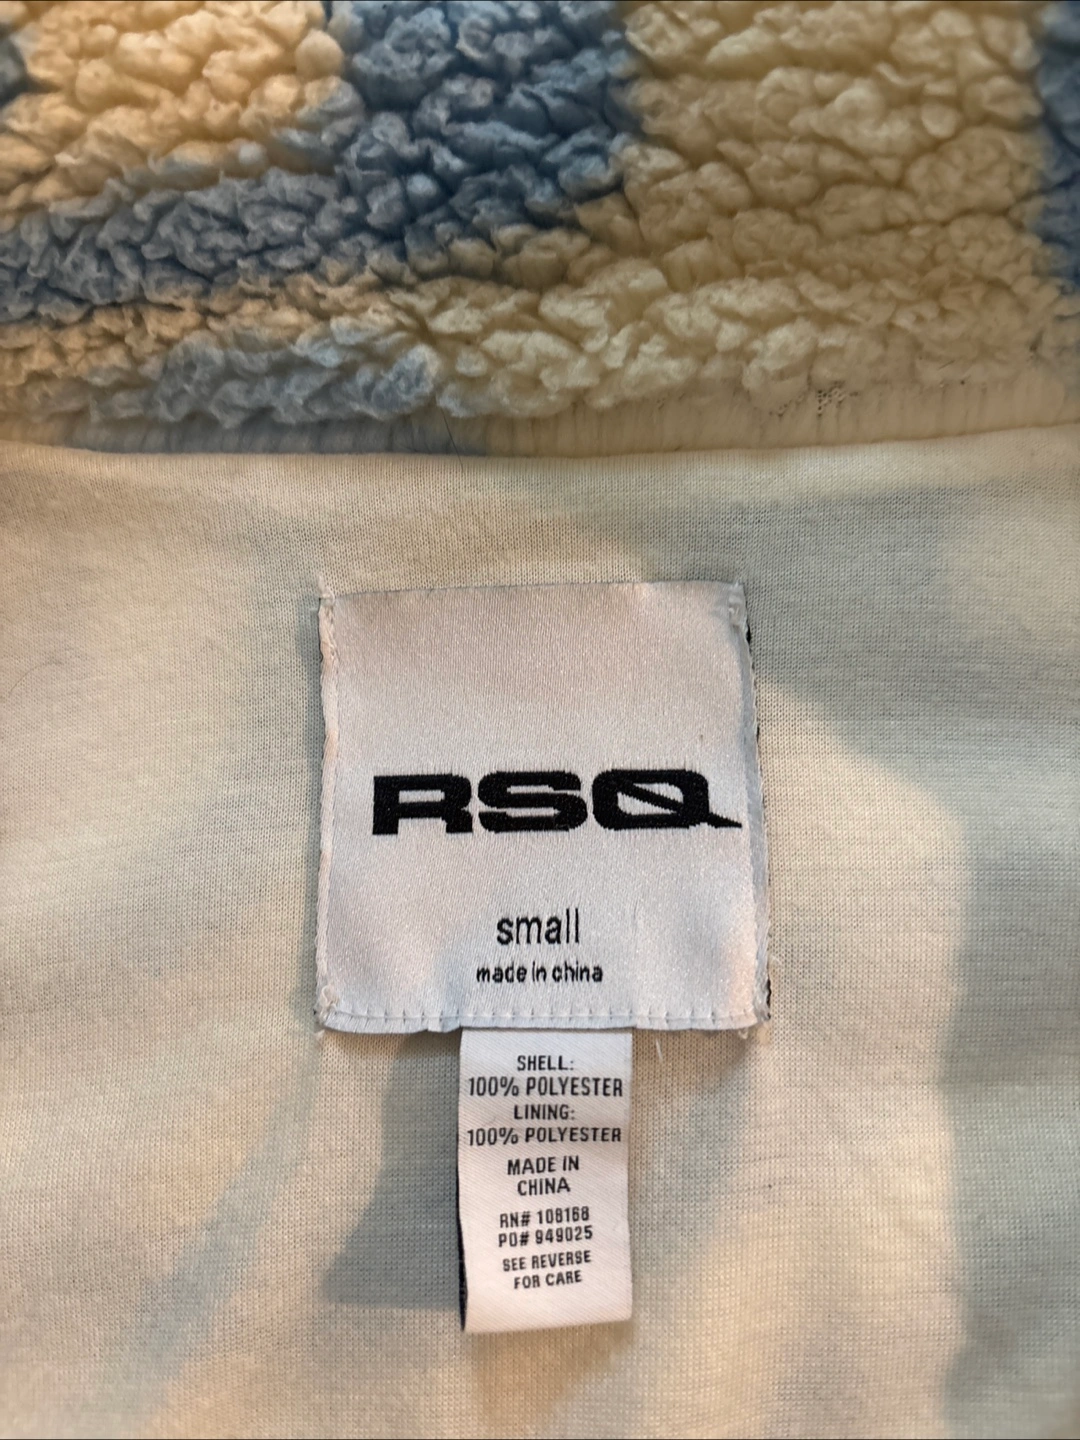 RSQ
small
made in china
SHELL:
100% POLYESTER
LINING:
100% POLYESTER
MADE IN
CHINA
RN# 108168
PO# 949025
SEE REVERSE
FOR CARE